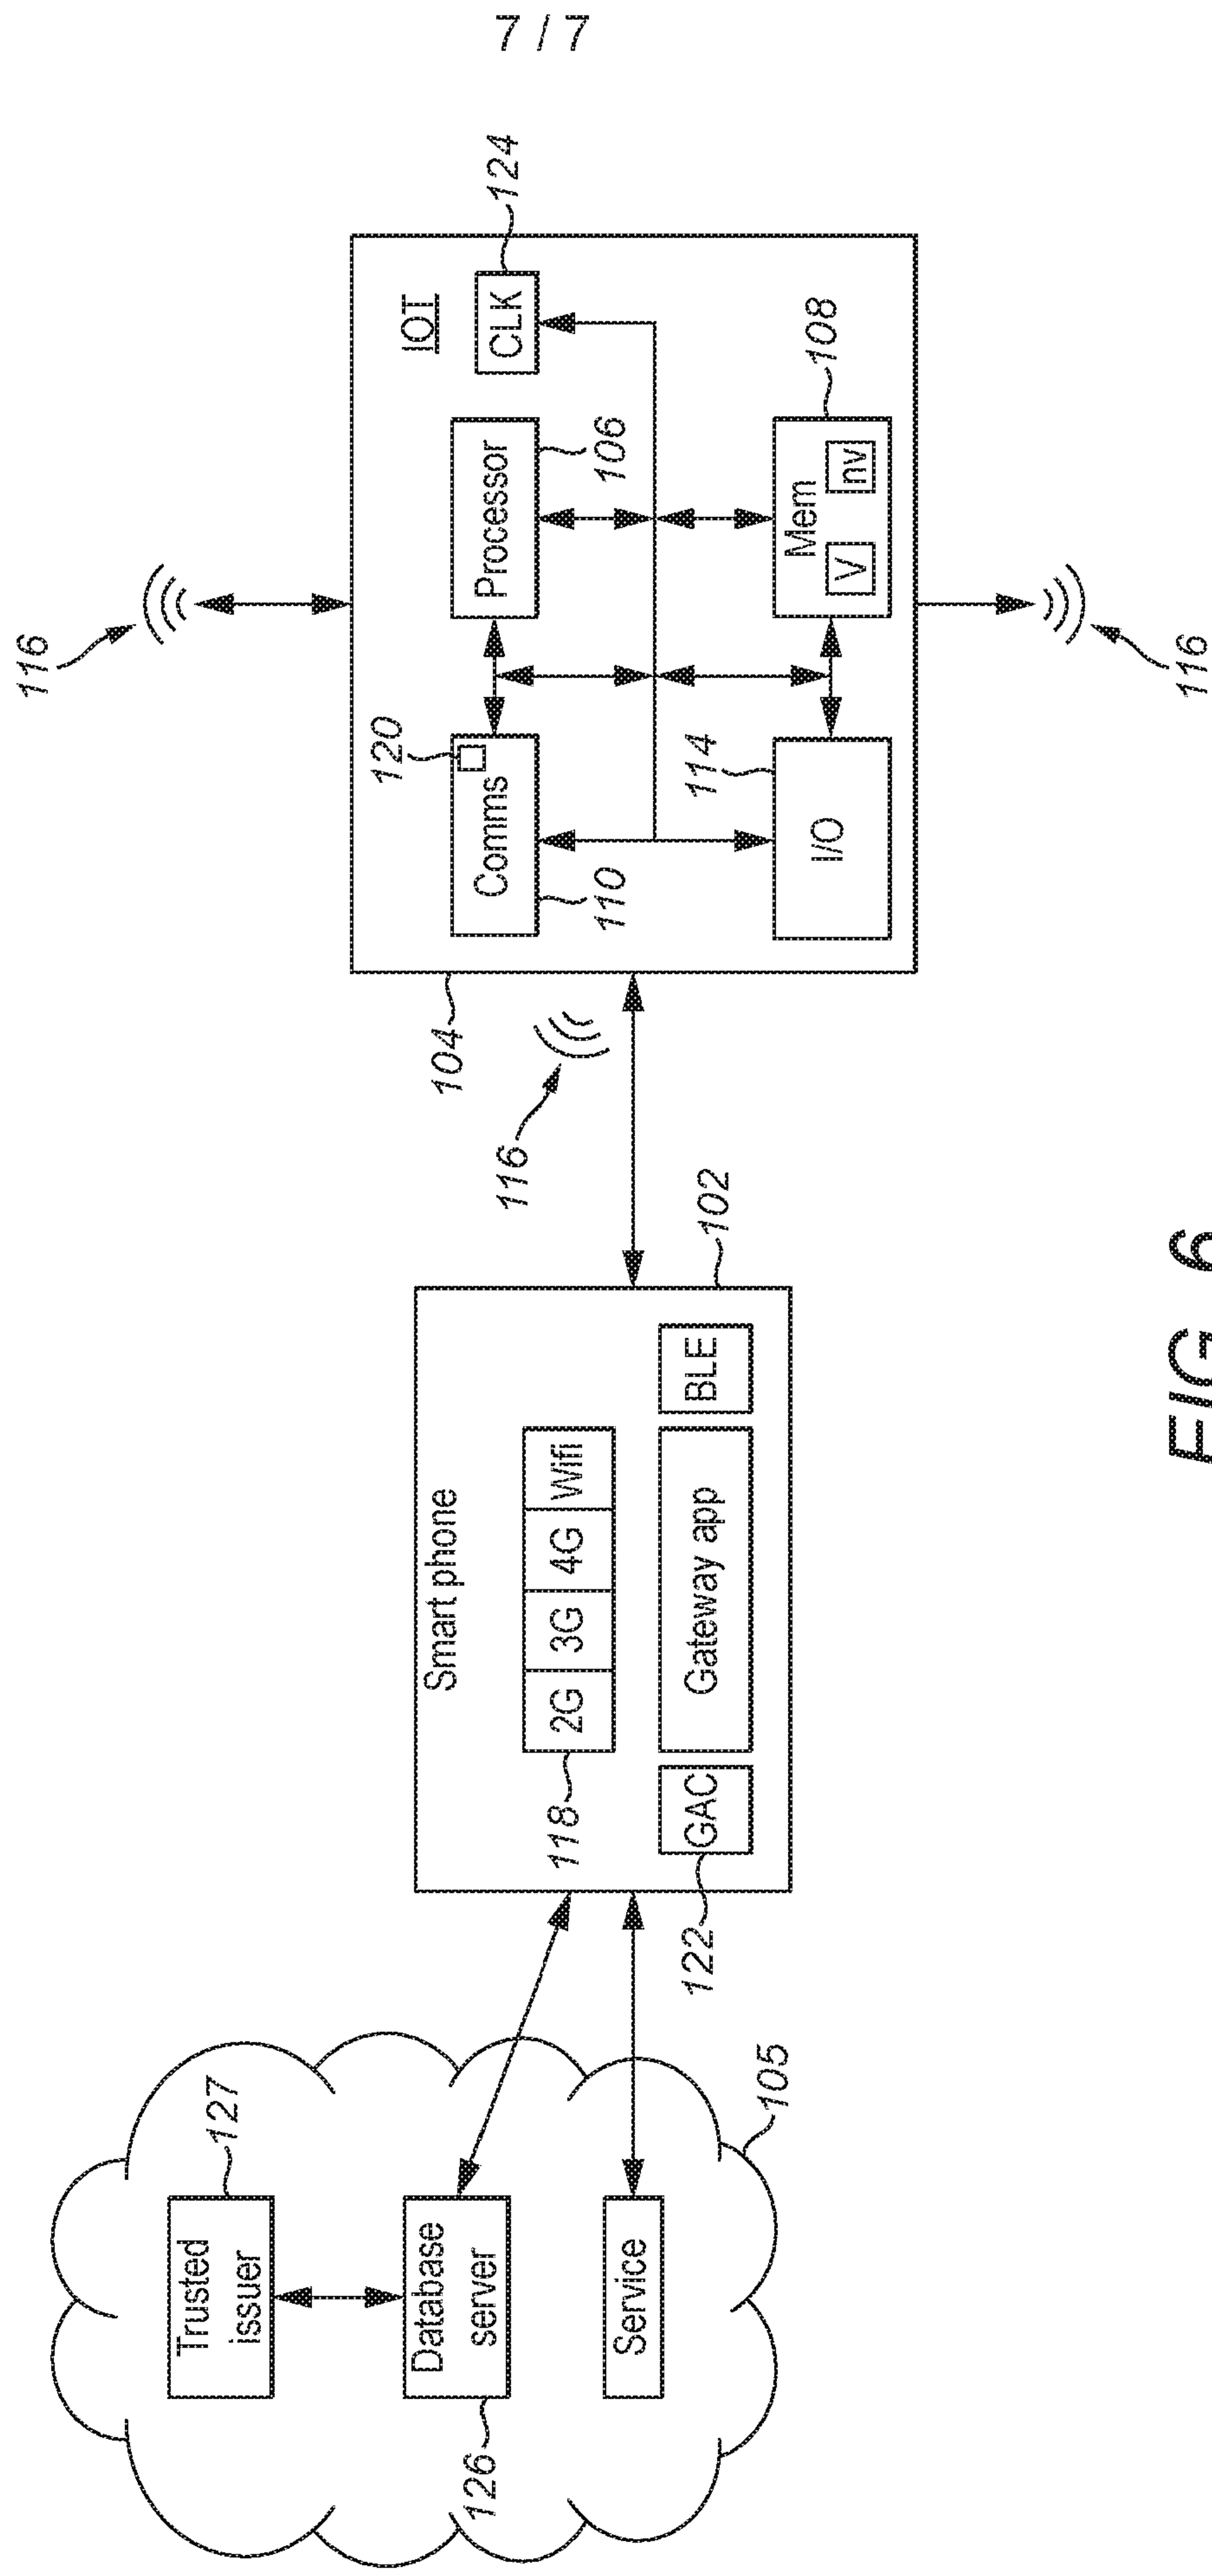 7 / 7
Trusted
issuer
127
Database
server
126
Service
105
Smart phone
2G 3G 4G Wifi
118
GAC
Gateway app
BLE
122
102
116
104
IOT
116
Comms
120
110
Processor
106
CLK
124
I/O
114
Mem
V
nv
108
116
FIG. 6